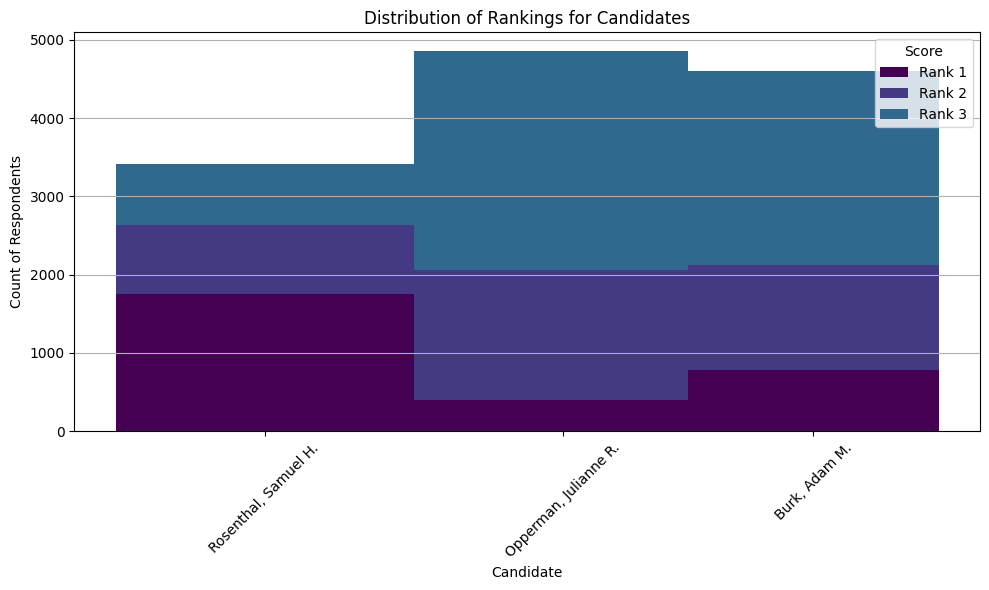 Distribution of Rankings for Candidates
Count of Respondents
5000
4000
3000
2000
1000
0
Score
Rank 1
Rank 2
Rank 3
Rosenthal, Samuel H.
Opperman, Julianne R.
Burk, Adam M.
Candidate